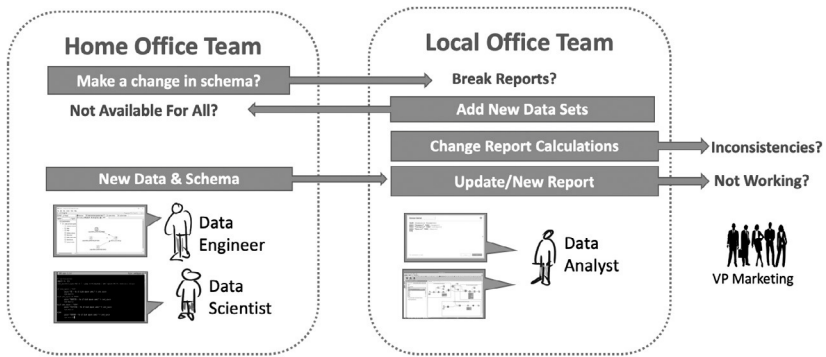 Home Office Team
Local Office Team
Make a change in schema?
Break Reports?
Not Available For All?
Add New Data Sets
Change Report Calculations
Inconsistencies?
New Data & Schema
Update/New Report
Not Working?
Data
Engineer
Data
Scientist
Data
Analyst
VP Marketing